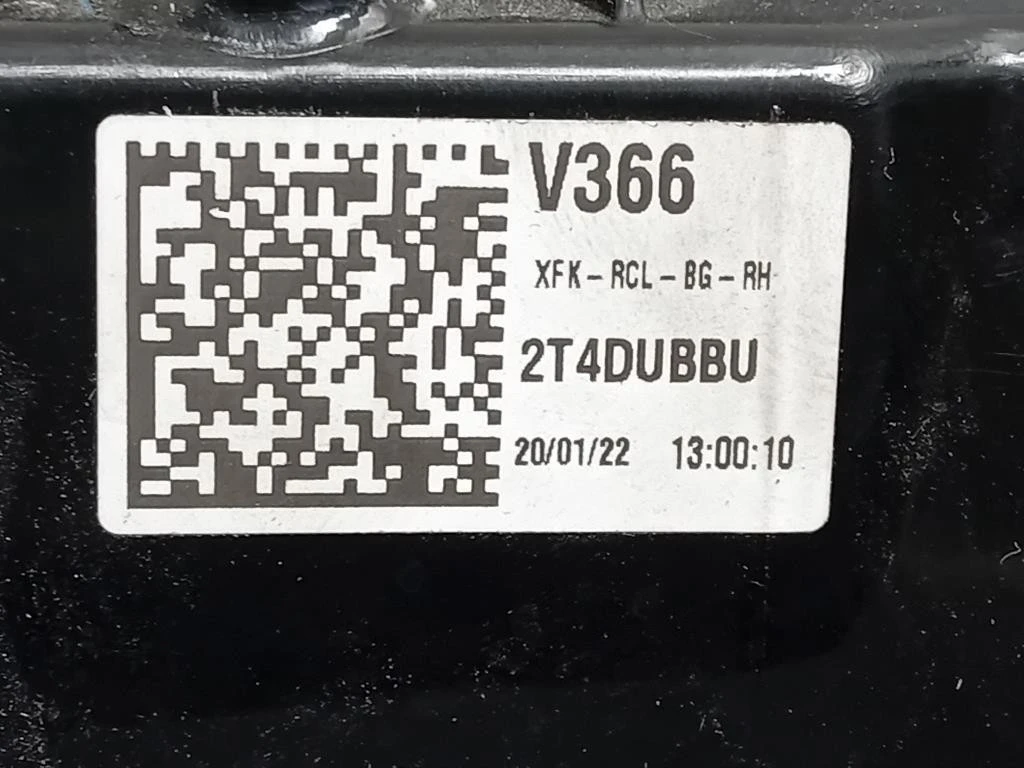 V366
XFK-RCL-BG-RH
2T4DUBBU
20/01/22 13:00:10